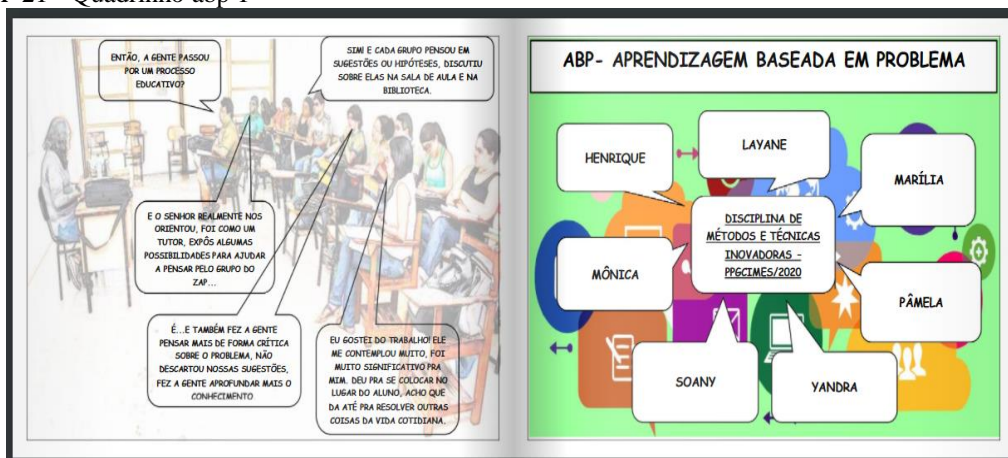 21 - Quadrinho abp 1
ENTÃO, A GENTE PASSOU
POR UM PROCESSO
EDUCATIVO?
SIM! E CADA GRUPO PENSOU EM
SUGESTÕES OU HIPÓTESES, DISCUTIU
SOBRE ELAS NA SALA DE AULA E NA
BIBLIOTECA.
E O SENHOR REALMENTE NOS
ORIENTOU, FOI COMO UM
TUTOR, EXPÔS ALGUMAS
POSSIBILIDADES PARA AJUDAR
A PENSAR PELO GRUPO DO
ZAP...
É...E TAMBÉM FEZ A GENTE
PENSAR MAIS DE FORMA CRÍTICA
SOBRE O PROBLEMA, NÃO
DESCARTOU NOSSAS SUGESTÕES,
FEZ A GENTE APROFUNDAR MAIS O
CONHECIMENTO
EU GOSTEI DO TRABALHO! ELE
ME CONTEMPLOU MUITO, FOI
MUITO SIGNIFICATIVO PRA
MIM. DEU PRA SE COLOCAR NO
LUGAR DO ALUNO, ACHO QUE
DA ATÉ PRA RESOLVER OUTRAS
COISAS DA VIDA COTIDIANA.
ABP- APRENDIZAGEM BASEADA EM PROBLEMA
HENRIQUE
LAYANE
MARÍLIA
DISCIPLINA DE
MÉTODOS E TÉCNICAS
INOVADORAS –
PPGCIMES/2020
MÔNICA
PÂMELA
SOANY
YANDRA